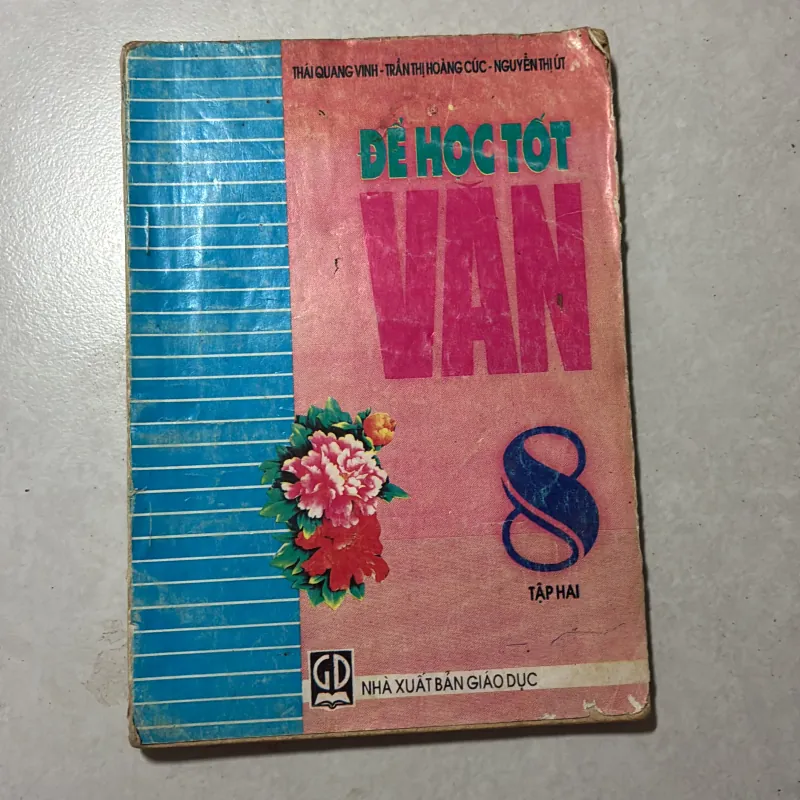 THÁI QUANG VINH - TRẦN THỊ HOÀNG CÚC - NGUYỄN THỊ ÚT
ĐỂ HỌC TỐT
VĂN
8
TẬP HAI
GD
NHÀ XUẤT BẢN GIÁO DỤC